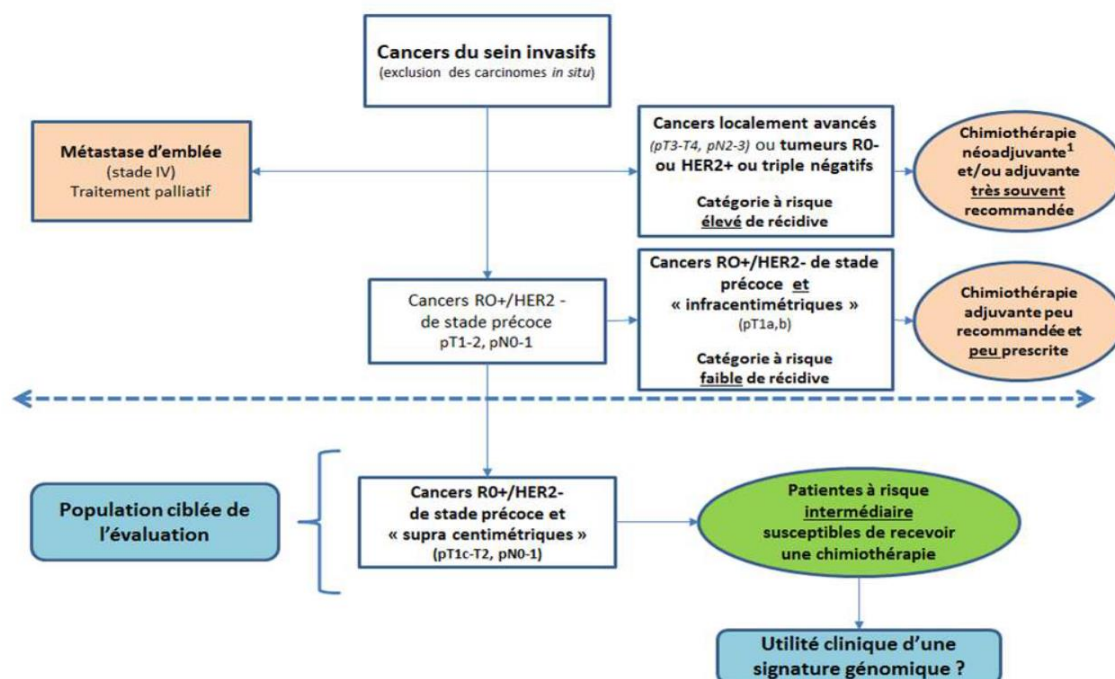 Cancers du sein invasifs
(exclusion des carcinomes in situ)
Métastase d'emblée
(stade IV)
Traitement palliatif
Cancers localement avancés
(pT3-T4, pN2-3) ou tumeurs R0-
ou HER2+ ou triple négatifs
Catégorie à risque
élevé de récidive
Chimiothérapie
néoadjuvante¹
et/ou adjuvante
très souvent
recommandée
Cancers RO+/HER2 -
de stade précoce
pT1-2, pN0-1
Cancers RO+/HER2- de stade
précoce et
« infracentimétriques »
(pT1a,b)
Catégorie à risque
faible de récidive
Chimiothérapie
adjuvante peu
recommandée et
peu prescrite
Population ciblée de
l'évaluation
Cancers R0+/HER2-
de stade précoce et
« supra centimétriques »
(pT1c-T2, pN0-1)
Patientes à risque
intermédiaire
susceptibles de recevoir
une chimiothérapie
Utilité clinique d'une
signature génomique ?